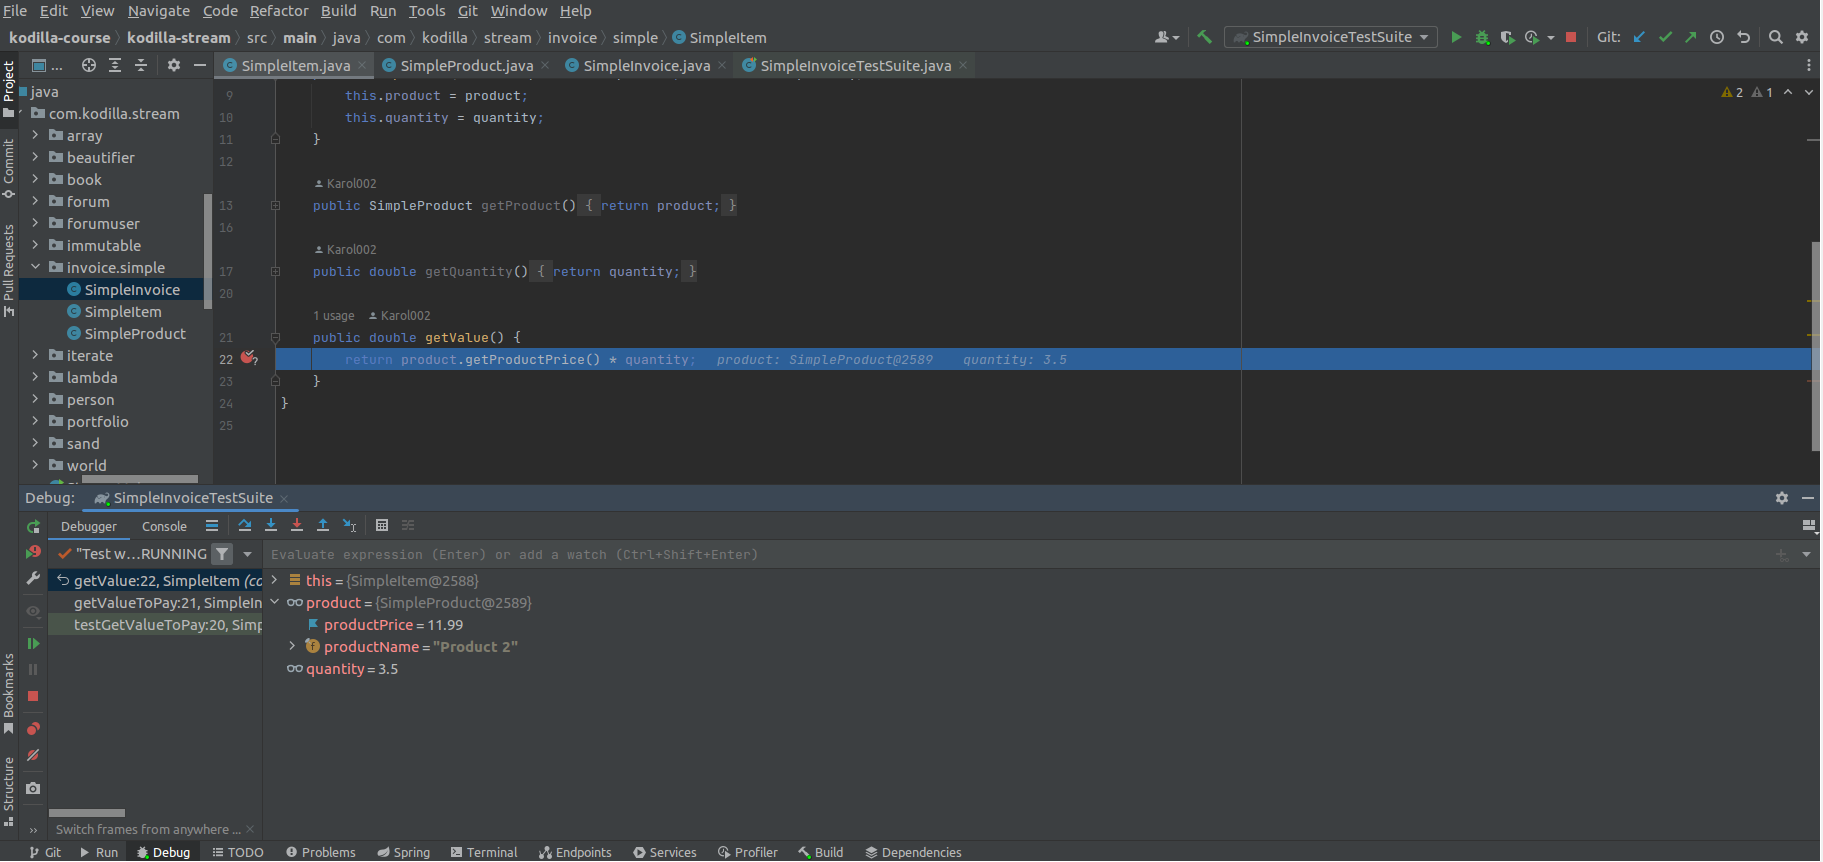 File Edit View Navigate Code Refactor Build Run Tools Git Window Help
kodilla-course kodilla-stream src main java com kodilla stream invoice simple SimpleItem
SimpleInvoiceTestSuite
Git:
Project
Commit
Pull Requests
Bookmarks
Structure
...
java
com.kodilla.stream
array
beautifier
book
forum
forumuser
immutable
invoice.simple
SimpleInvoice
SimpleItem
SimpleProduct
iterate
lambda
person
portfolio
sand
world
SimpleItem.java SimpleProduct.java SimpleInvoice.java SimpleInvoiceTestSuite.java
2 1
9 this.product = product;
10 this.quantity = quantity;
11 }
12
Karol002
13 public SimpleProduct getProduct() { return product; }
16
Karol002
17 public double getQuantity() { return quantity; }
20
1 usage Karol002
21 public double getValue() {
22 return product.getProductPrice() * quantity; product: SimpleProduct@2589 quantity: 3.5
23 }
24 }
25
Debug: SimpleInvoiceTestSuite
Debugger Console
"Test w...RUNNING
Evaluate expression (Enter) or add a watch (Ctrl+Shift+Enter)
getValue:22, SimpleItem (co
getValueToPay:21, SimpleIn
testGetValueToPay:20, Simp
this = {SimpleItem@2588}
product = {SimpleProduct@2589}
productPrice = 11.99
productName = "Product 2"
quantity = 3.5
Switch frames from anywhere ...
Git Run Debug TODO Problems Spring Terminal Endpoints Services Profiler Build Dependencies